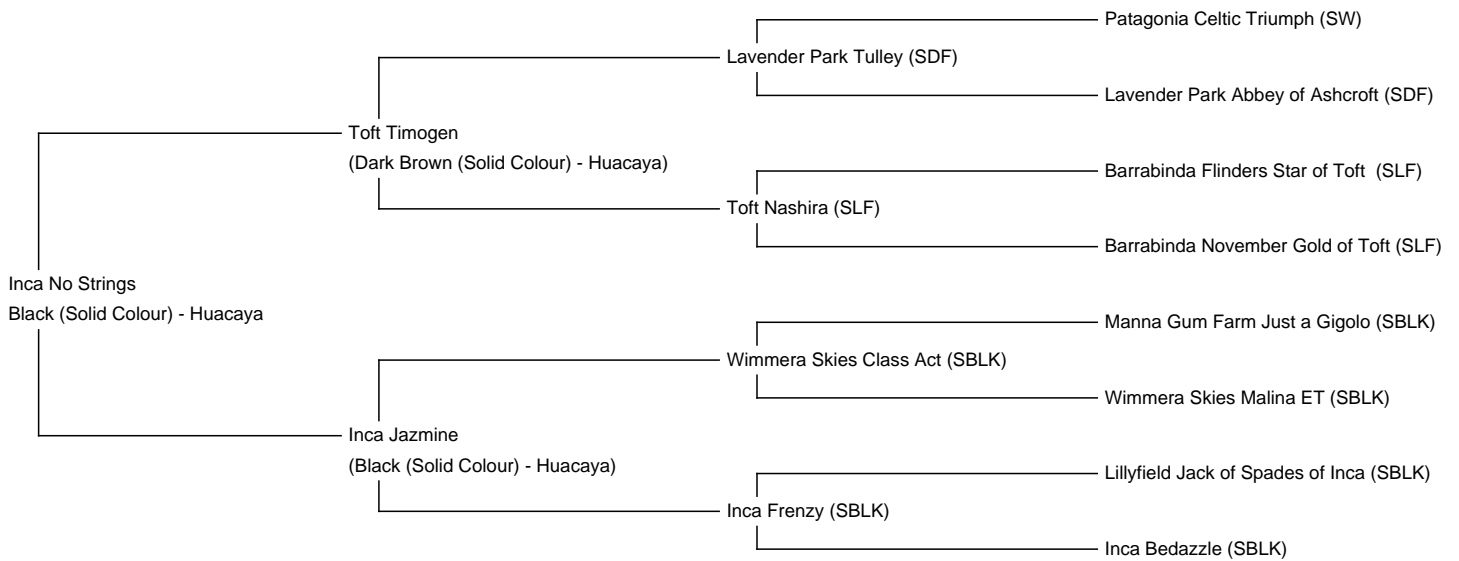 Patagonia Celtic Triumph (SW)
Lavender Park Tulley (SDF)
Lavender Park Abbey of Ashcroft (SDF)
Toft Timogen
(Dark Brown (Solid Colour) - Huacaya)
Barrabinda Flinders Star of Toft  (SLF)
Toft Nashira (SLF)
Barrabinda November Gold of Toft (SLF)
Inca No Strings
Black (Solid Colour) - Huacaya
Manna Gum Farm Just a Gigolo (SBLK)
Wimmera Skies Class Act (SBLK)
Wimmera Skies Malina ET (SBLK)
Inca Jazmine
(Black (Solid Colour) - Huacaya)
Lillyfield Jack of Spades of Inca (SBLK)
Inca Frenzy (SBLK)
Inca Bedazzle (SBLK)